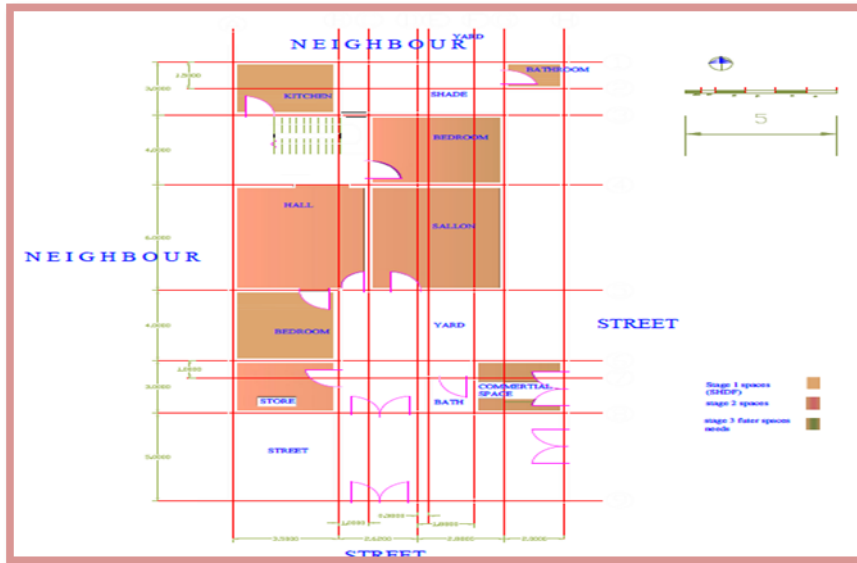 YARD
NEIGHBOUR
BATHROOM
KITCHEN
SHADE
BEDROOM
5
HALL
SALLON
NEIGHBOUR
BEDROOM
YARD
STREET
COMMERTIAL
SPACE
STORE
BATH
Stage 1 spaces
(SHDF)
stage 2 spaces
stage 3 futer spaces
needs
STREET
STREET